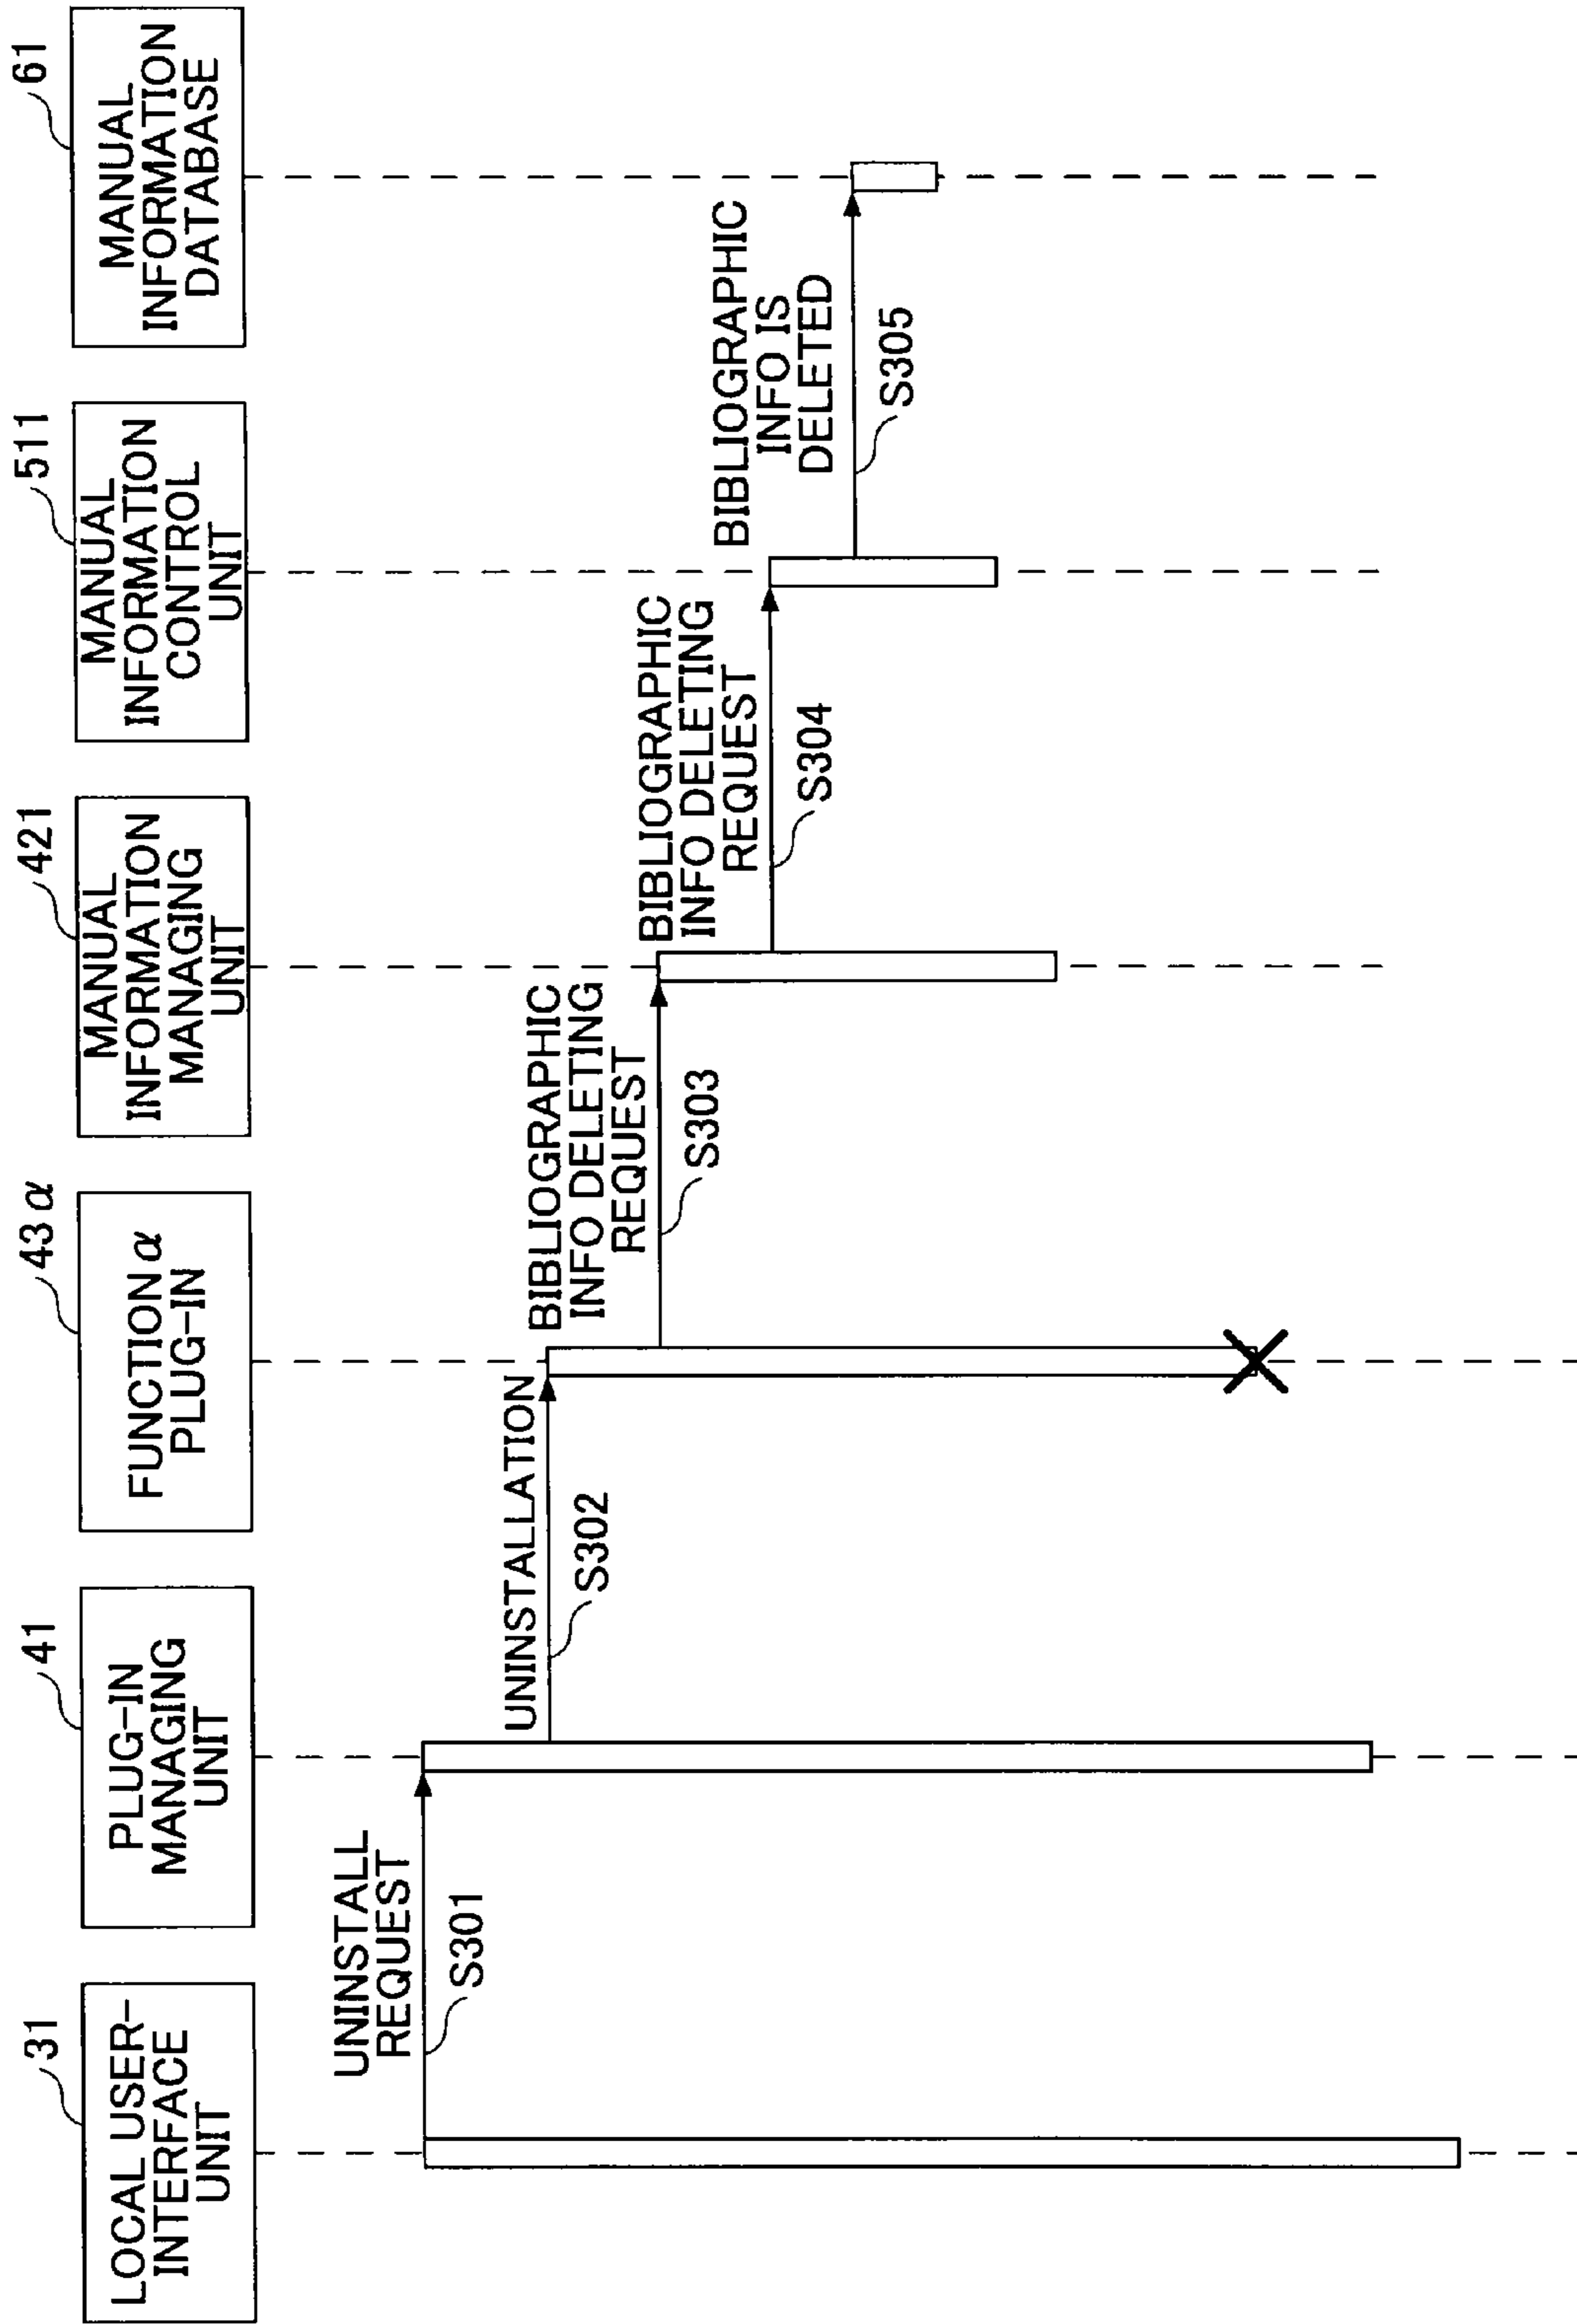 31
LOCAL USER-
INTERFACE
UNIT
41
PLUG-IN
MANAGING
UNIT
43α
FUNCTION α
PLUG-IN
421
MANUAL
INFORMATION
MANAGING
UNIT
511
MANUAL
INFORMATION
CONTROL
UNIT
61
MANUAL
INFORMATION
DATABASE
UNINSTALL
REQUEST
S301
UNINSTALLATION
S302
BIBLIOGRAPHIC
INFO DELETING
REQUEST
S303
BIBLIOGRAPHIC
INFO DELETING
REQUEST
S304
BIBLIOGRAPHIC
INFO IS
DELETED
S305